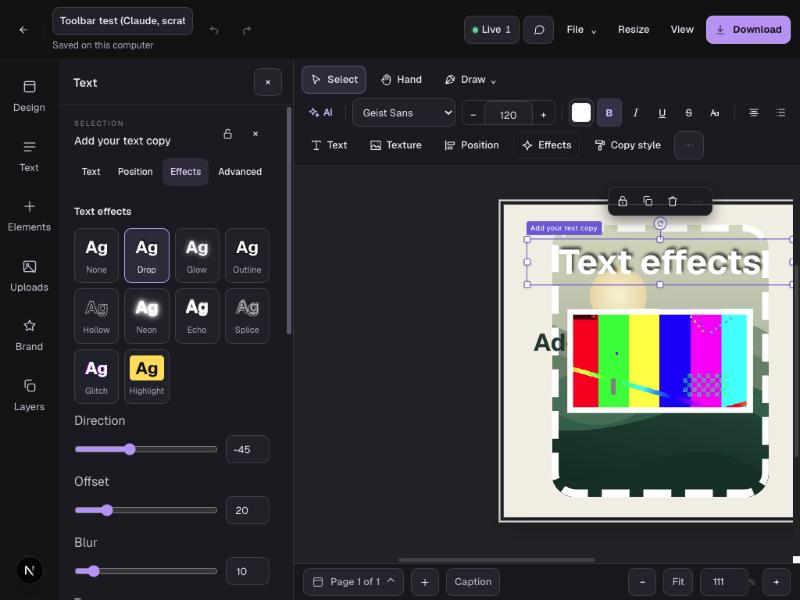 Toolbar test (Claude, scrat
Saved on this computer
Live 1
File
Resize
View
Download
Design
Text
Elements
Uploads
Brand
Layers
N
Text
SELECTION
Add your text copy
Text
Position
Effects
Advanced
Text effects
Ag
None
Ag
Drop
Ag
Glow
Ag
Outline
Ag
Hollow
Ag
Neon
Ag
Echo
Ag
Splice
Ag
Glitch
Ag
Highlight
Direction
-45
Offset
20
Blur
10
Select
Hand
Draw
AI
Geist Sans
120
B
I
U
S
Aa
Text
Texture
Position
Effects
Copy style
Add your text copy
Text effects
Ad
Page 1 of 1
Caption
Fit
111
%